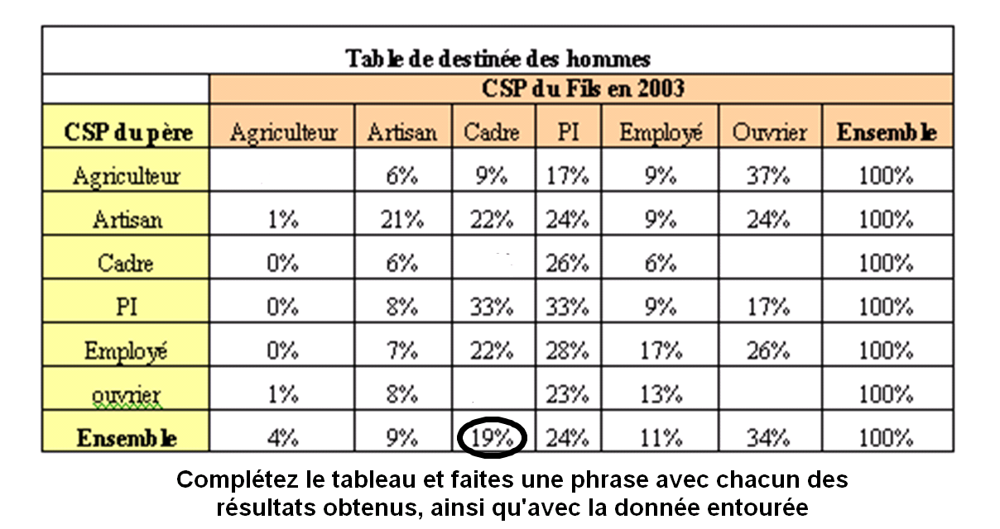 Table de destinée des hommes
CSP du Fils en 2003
CSP du père Agriculteur Artisan Cadre PI Employé Ouvrier Ensemble
Agriculteur 6% 9% 17% 9% 37% 100%
Artisan 1% 21% 22% 24% 9% 24% 100%
Cadre 0% 6% 26% 6% 100%
PI 0% 8% 33% 33% 9% 17% 100%
Employé 0% 7% 22% 28% 17% 26% 100%
ouvrier 1% 8% 23% 13% 100%
Ensemble 4% 9% 19% 24% 11% 34% 100%
Complétez le tableau et faites une phrase avec chacun des
résultats obtenus, ainsi qu'avec la donnée entourée